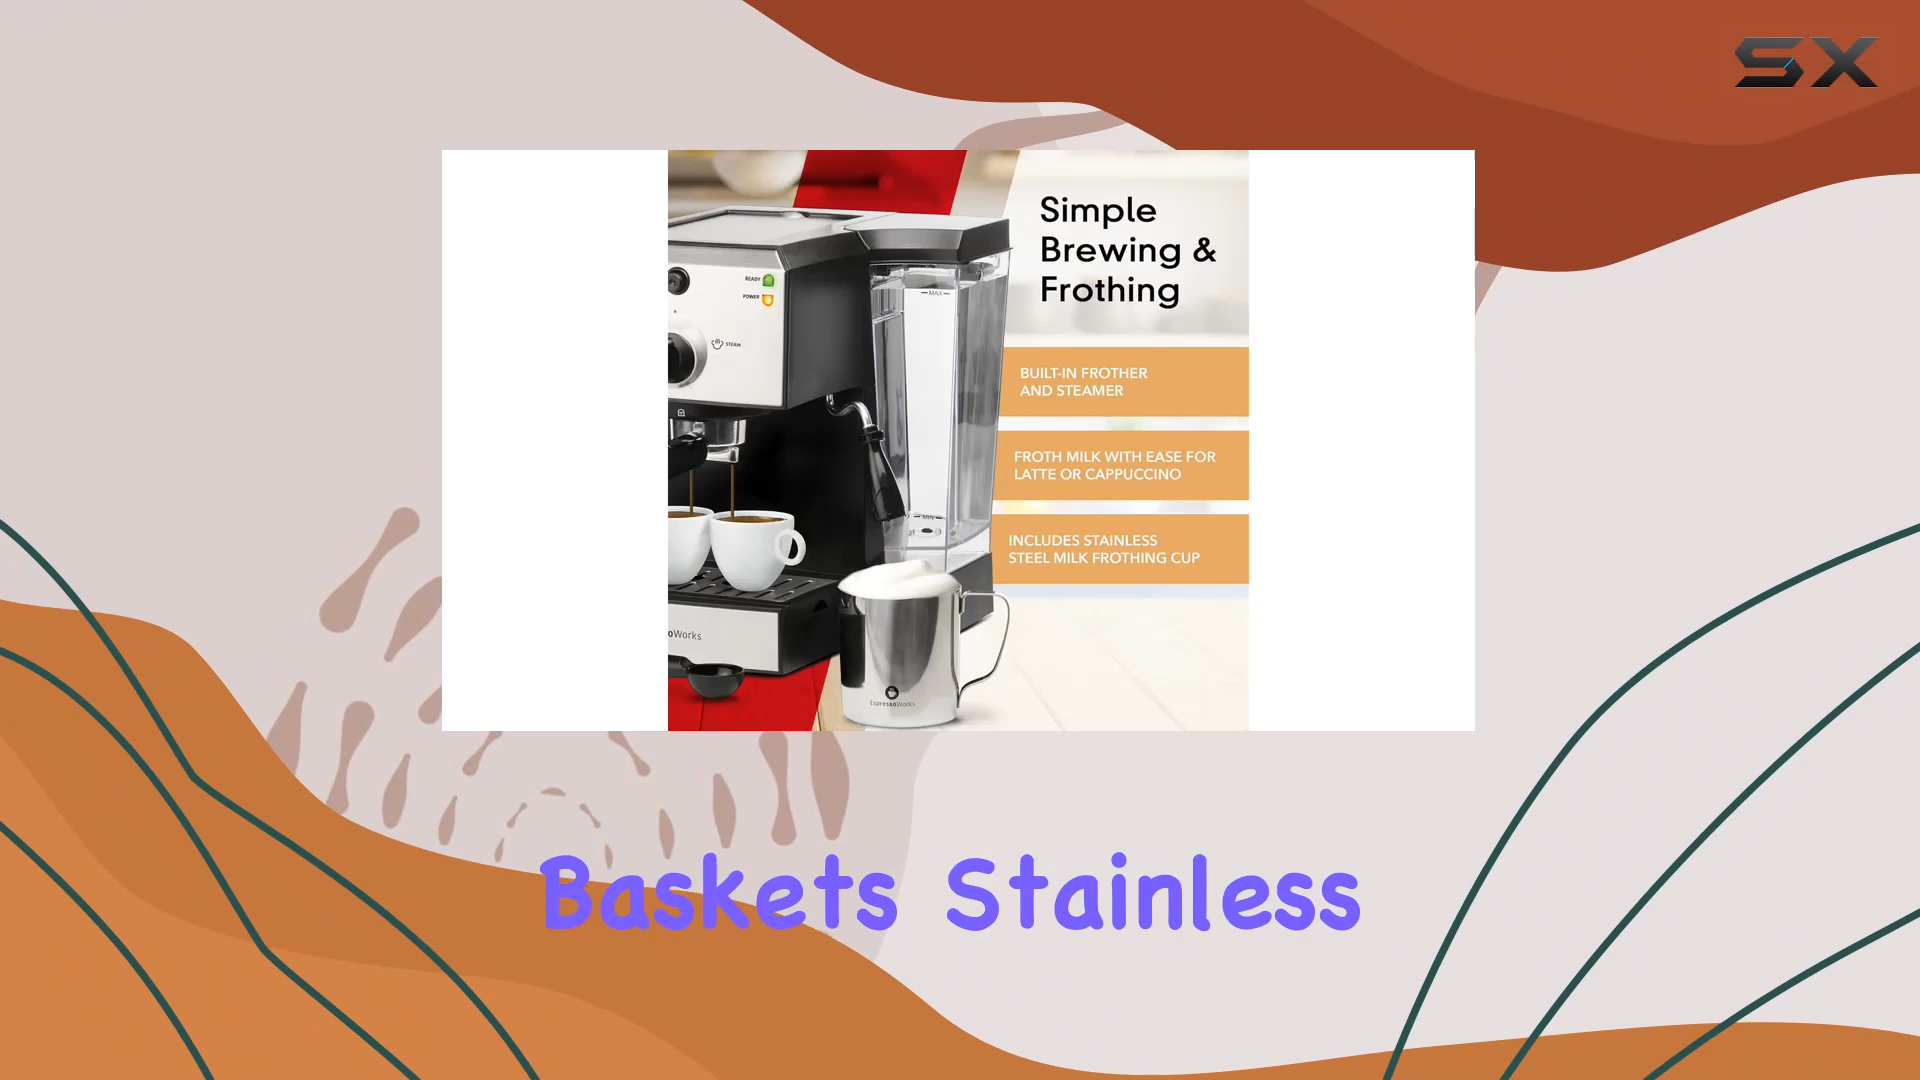 SX
Simple
Brewing &
Frothing
READY
POWER
MAX
STEAM
BUILT-IN FROTHER
AND STEAMER
FROTH MILK WITH EASE FOR
LATTE OR CAPPUCCINO
MIN
INCLUDES STAINLESS
STEEL MILK FROTHING CUP
oWorks
EspressoWorks
Baskets Stainless